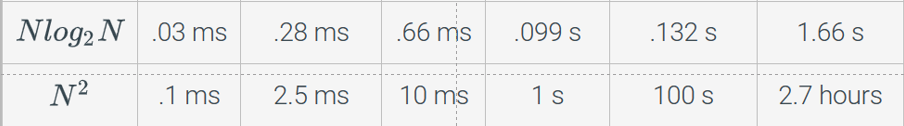 Nlog₂N .03 ms .28 ms .66 ms .099 s .132 s 1.66 s
N² .1 ms 2.5 ms 10 ms 1 s 100 s 2.7 hours